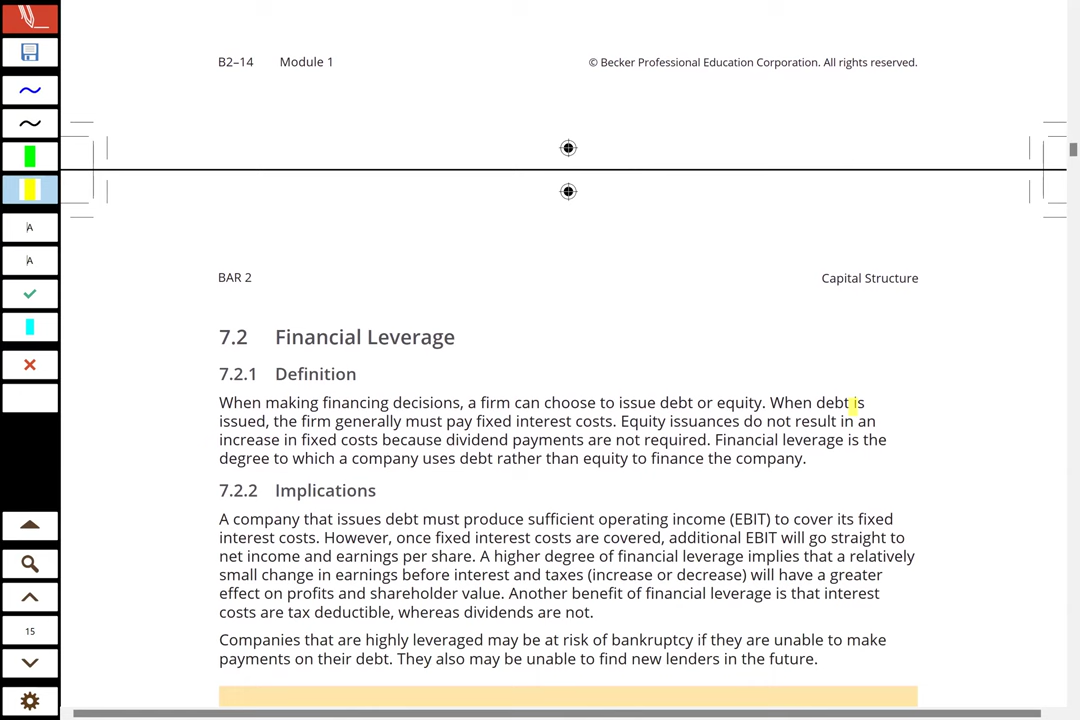 B2–14 Module 1 © Becker Professional Education Corporation. All rights reserved.
BAR 2 Capital Structure
7.2 Financial Leverage
7.2.1 Definition
When making financing decisions, a firm can choose to issue debt or equity. When debt is
issued, the firm generally must pay fixed interest costs. Equity issuances do not result in an
increase in fixed costs because dividend payments are not required. Financial leverage is the
degree to which a company uses debt rather than equity to finance the company.
7.2.2 Implications
A company that issues debt must produce sufficient operating income (EBIT) to cover its fixed
interest costs. However, once fixed interest costs are covered, additional EBIT will go straight to
net income and earnings per share. A higher degree of financial leverage implies that a relatively
small change in earnings before interest and taxes (increase or decrease) will have a greater
effect on profits and shareholder value. Another benefit of financial leverage is that interest
costs are tax deductible, whereas dividends are not.
Companies that are highly leveraged may be at risk of bankruptcy if they are unable to make
payments on their debt. They also may be unable to find new lenders in the future.
A
A
15